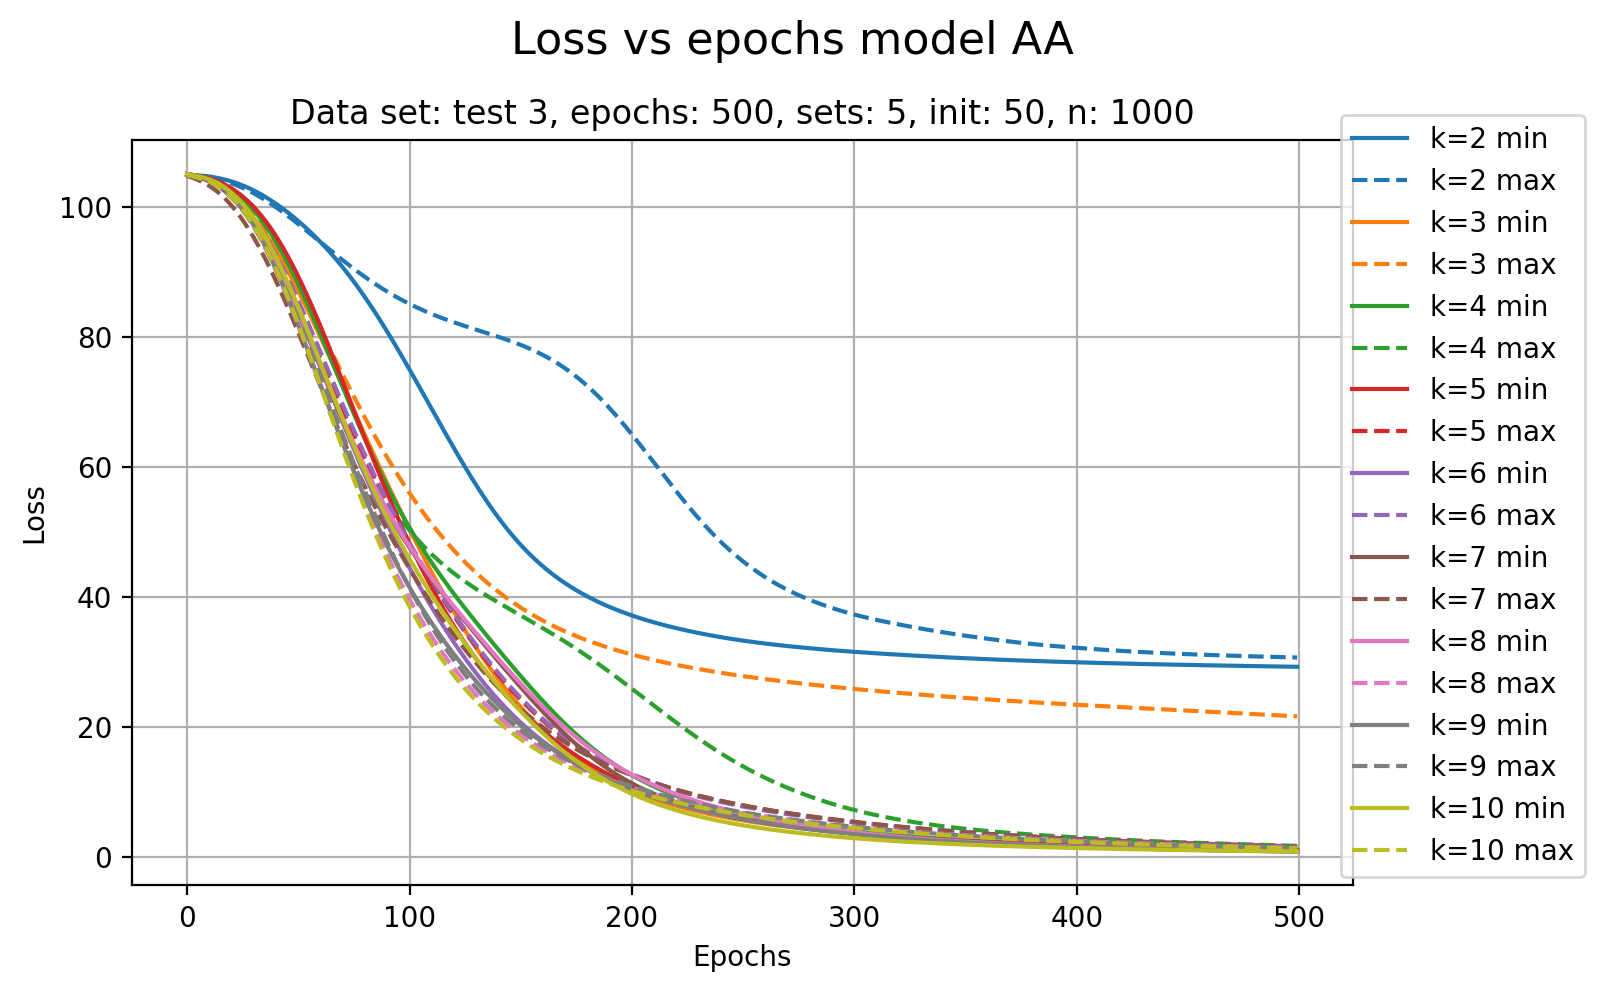 Loss vs epochs model AA
Data set: test 3, epochs: 500, sets: 5, init: 50, n: 1000
k=2 min
k=2 max
k=3 min
k=3 max
k=4 min
k=4 max
k=5 min
k=5 max
k=6 min
k=6 max
k=7 min
k=7 max
k=8 min
k=8 max
k=9 min
k=9 max
k=10 min
k=10 max
Loss
100
80
60
40
20
0
0 100 200 300 400 500
Epochs